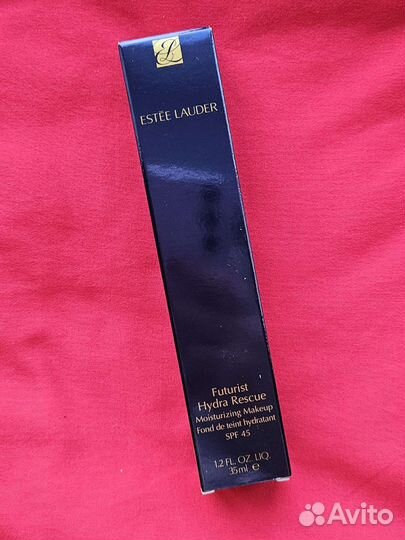 EL
ESTĒE LAUDER
Futurist
Hydra Rescue
Moisturizing Makeup
Fond de teint hydratant
SPF 45
1.2 FL. OZ. LIQ.
35ml ℮
Avito